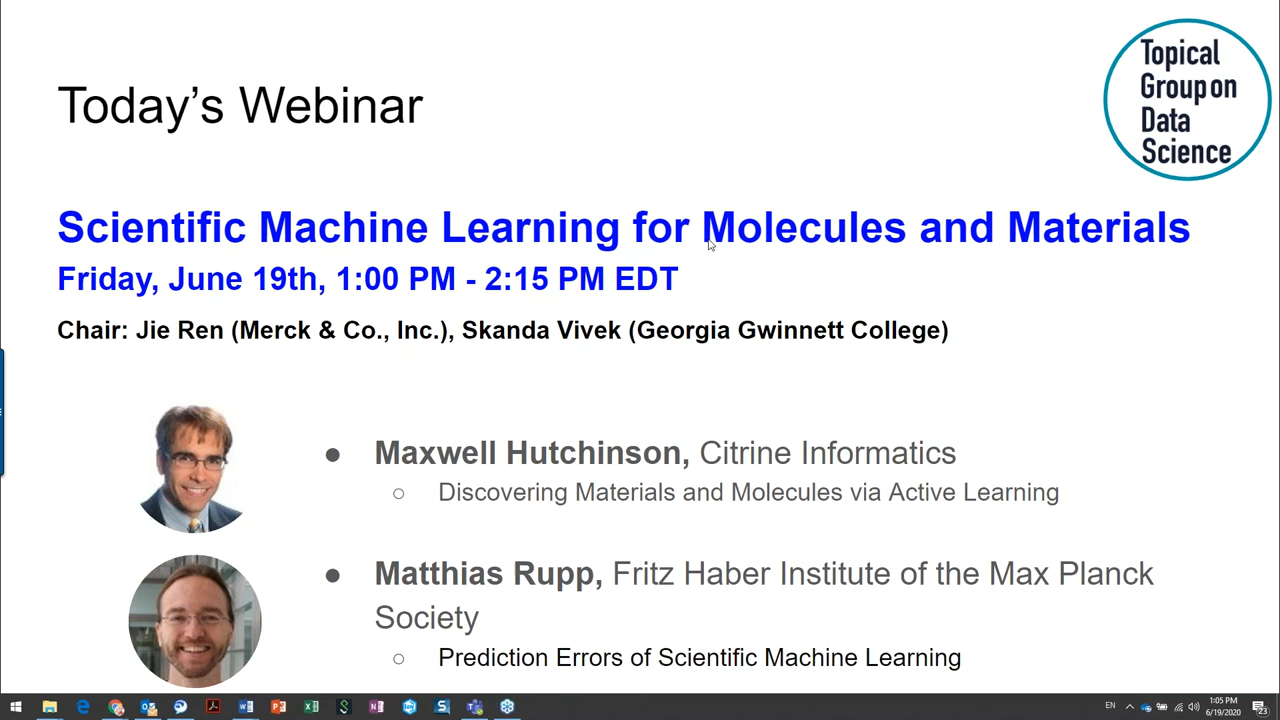 Topical
Group on
Data
Science
Today's Webinar
Scientific Machine Learning for Molecules and Materials
Friday, June 19th, 1:00 PM - 2:15 PM EDT
Chair: Jie Ren (Merck & Co., Inc.), Skanda Vivek (Georgia Gwinnett College)
● Maxwell Hutchinson, Citrine Informatics
○ Discovering Materials and Molecules via Active Learning
● Matthias Rupp, Fritz Haber Institute of the Max Planck
Society
○ Prediction Errors of Scientific Machine Learning
EN
1:05 PM
6/19/2020
23